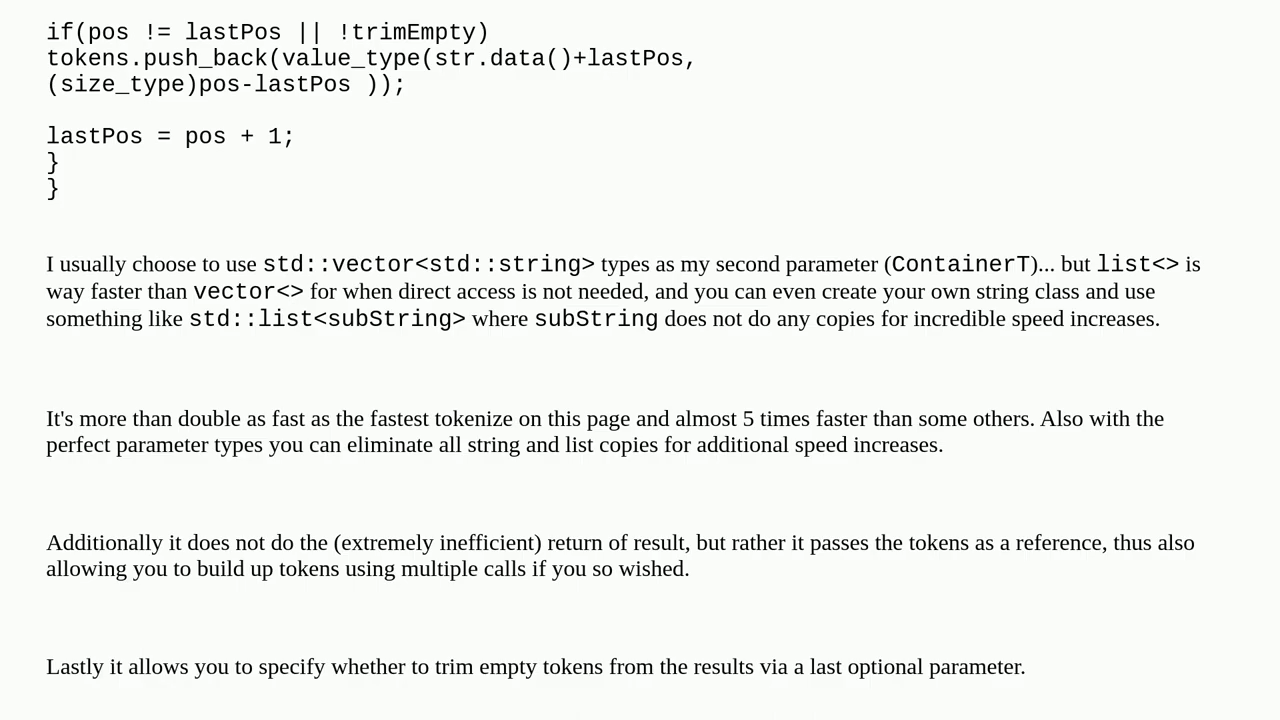 if(pos != lastPos || !trimEmpty)
tokens.push_back(value_type(str.data()+lastPos,
(size_type)pos-lastPos ));
lastPos = pos + 1;
}
}
I usually choose to use std::vector<std::string> types as my second parameter (ContainerT)... but list<> is
way faster than vector<> for when direct access is not needed, and you can even create your own string class and use
something like std::list<subString> where subString does not do any copies for incredible speed increases.
It's more than double as fast as the fastest tokenize on this page and almost 5 times faster than some others. Also with the
perfect parameter types you can eliminate all string and list copies for additional speed increases.
Additionally it does not do the (extremely inefficient) return of result, but rather it passes the tokens as a reference, thus also
allowing you to build up tokens using multiple calls if you so wished.
Lastly it allows you to specify whether to trim empty tokens from the results via a last optional parameter.